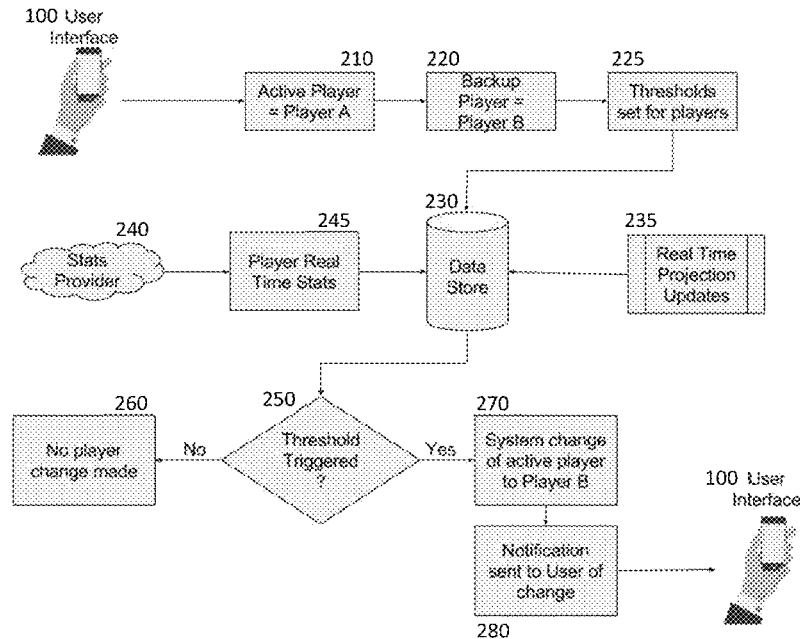 100 User
Interface
210
Active Player
= Player A
220
Backup
Player =
Player B
225
Thresholds
set for players
240
Stats
Provider
245
Player Real
Time Stats
230
Data
Store
235
Real Time
Projection
Updates
260
No player
change made
No
250
Threshold
Triggered
?
Yes
270
System change
of active player
to Player B
Notification
sent to User of
change
280
100 User
Interface